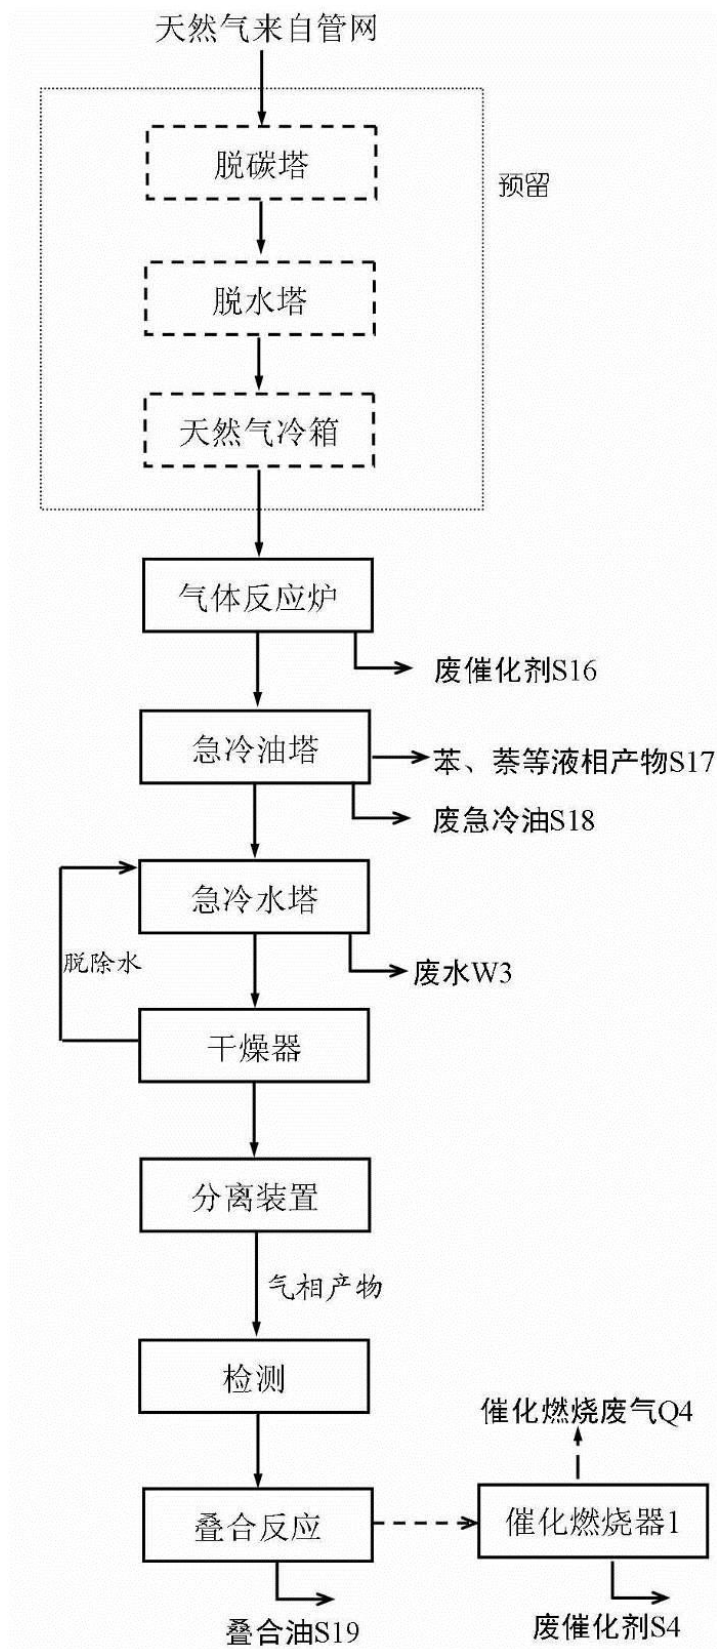 天然气来自管网
脱碳塔
预留
脱水塔
天然气冷箱
气体反应炉
废催化剂S16
急冷油塔
苯、萘等液相产物S17
废急冷油S18
急冷水塔
脱除水
废水W3
干燥器
分离装置
气相产物
检测
催化燃烧废气Q4
叠合反应
催化燃烧器1
叠合油S19
废催化剂S4